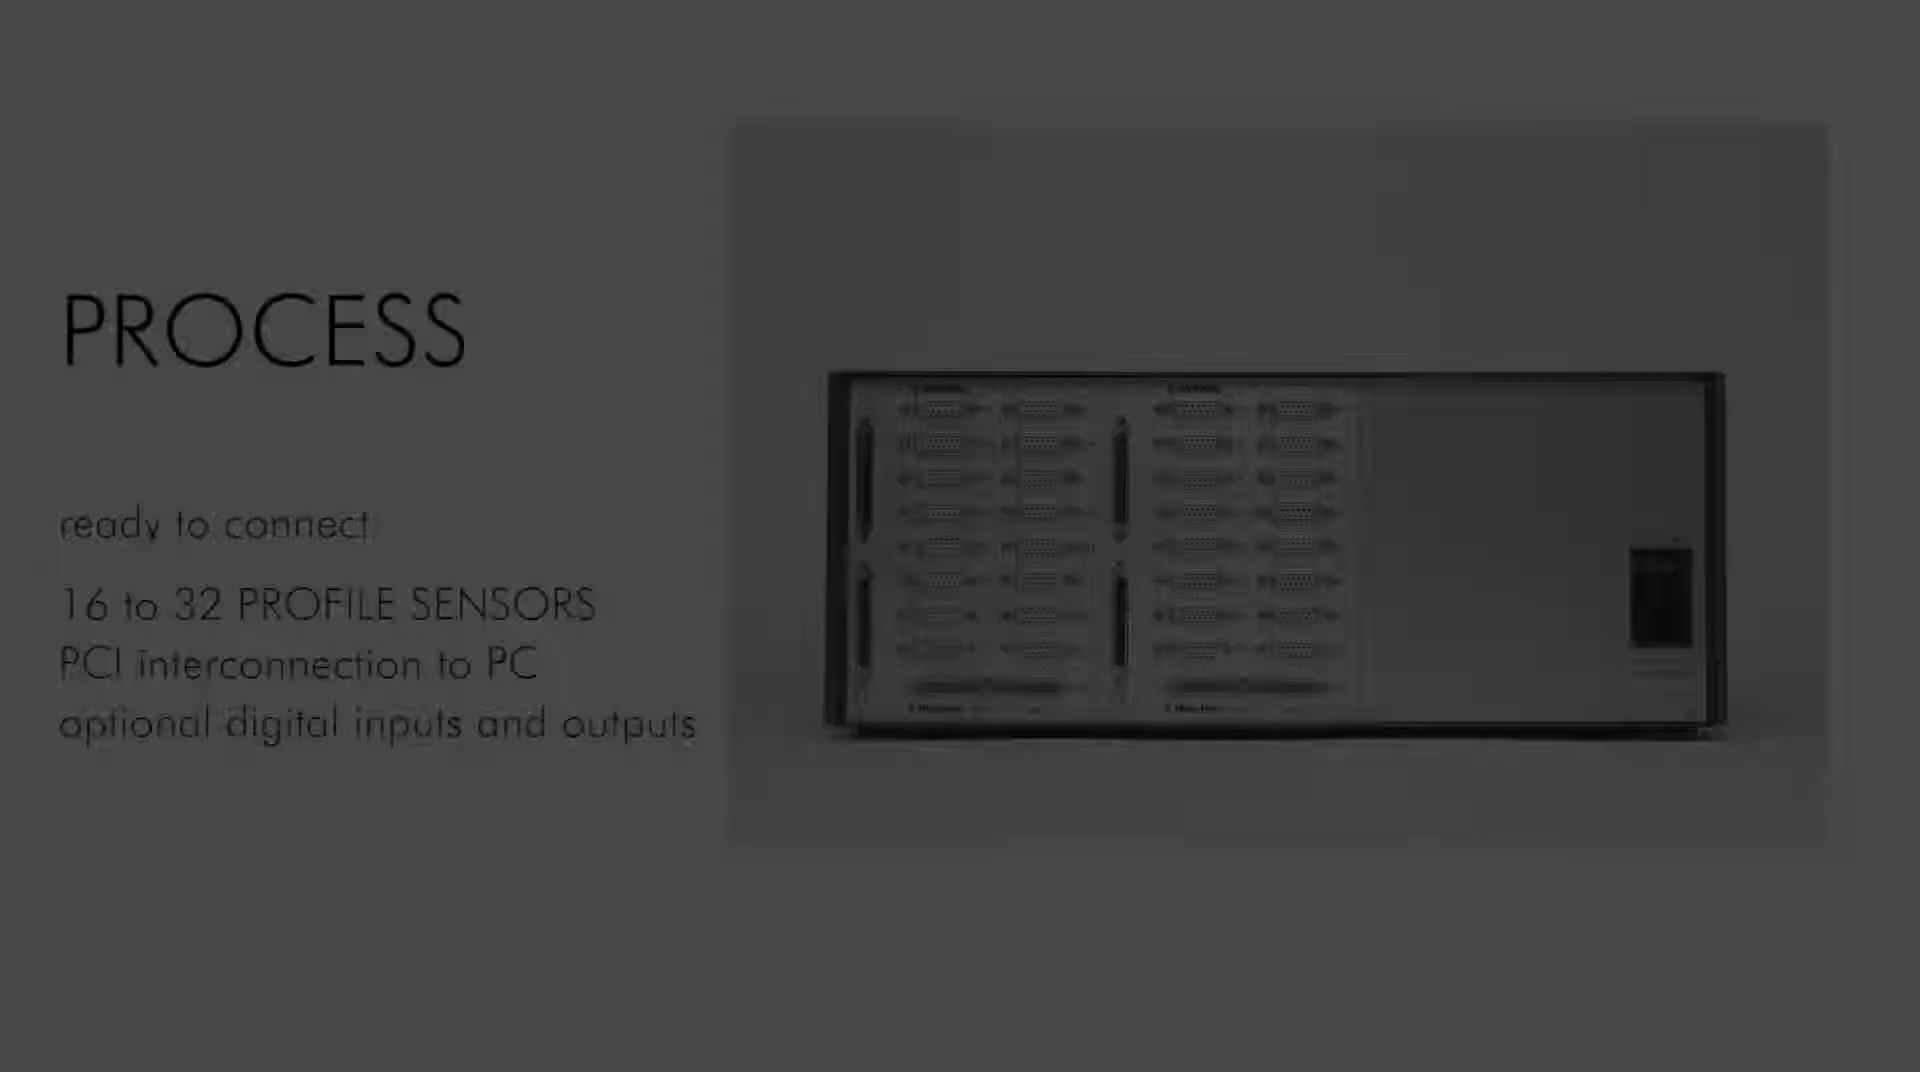 PROCESS
ready to connect
16 to 32 PROFILE SENSORS
PCI interconnection to PC
optional digital inputs and outputs